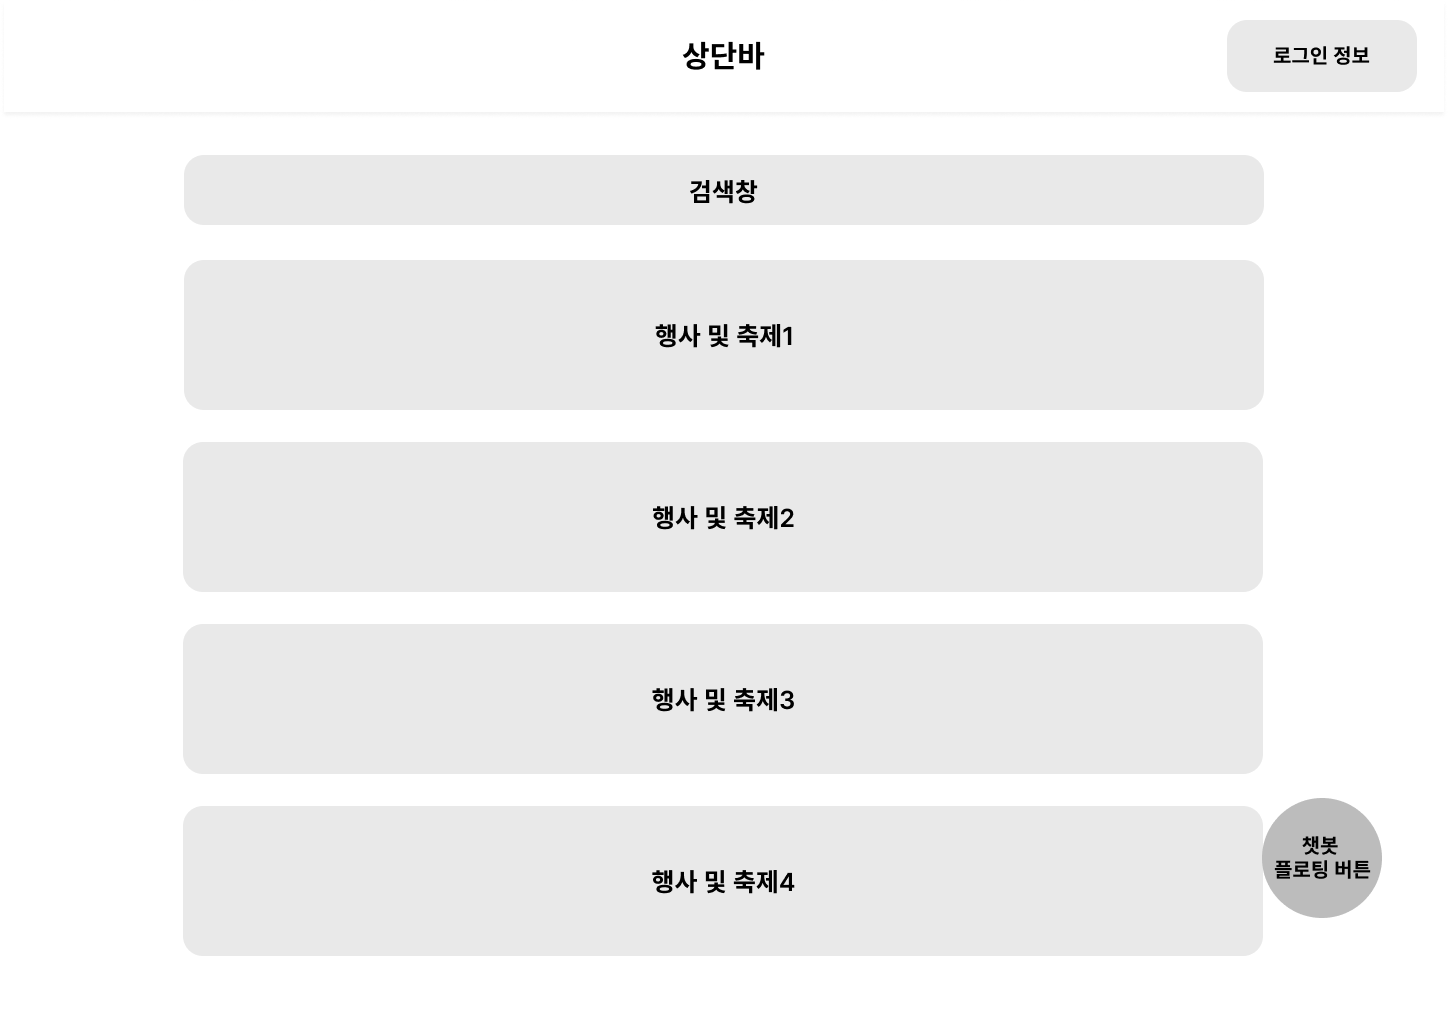 상단바
로그인 정보
검색창
행사 및 축제1
행사 및 축제2
행사 및 축제3
행사 및 축제4
챗봇
플로팅 버튼